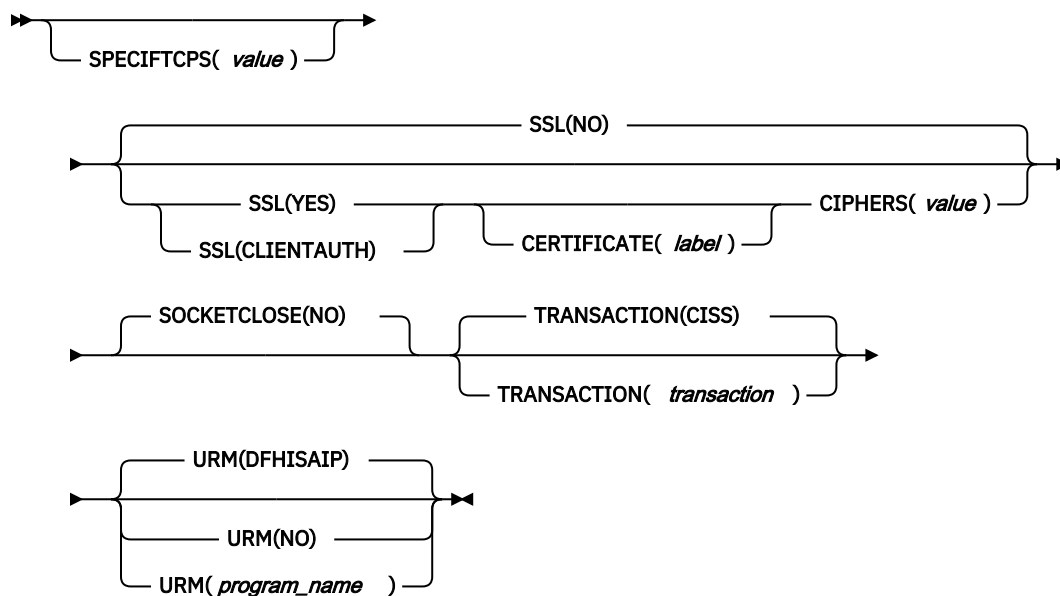 SPECIFTCPS( value )
SSL(NO)
SSL(YES)
CIPHERS( value )
SSL(CLIENTAUTH)
CERTIFICATE( label )
SOCKETCLOSE(NO)
TRANSACTION(CISS)
TRANSACTION( transaction )
URM(DFHISAIP)
URM(NO)
URM( program_name )